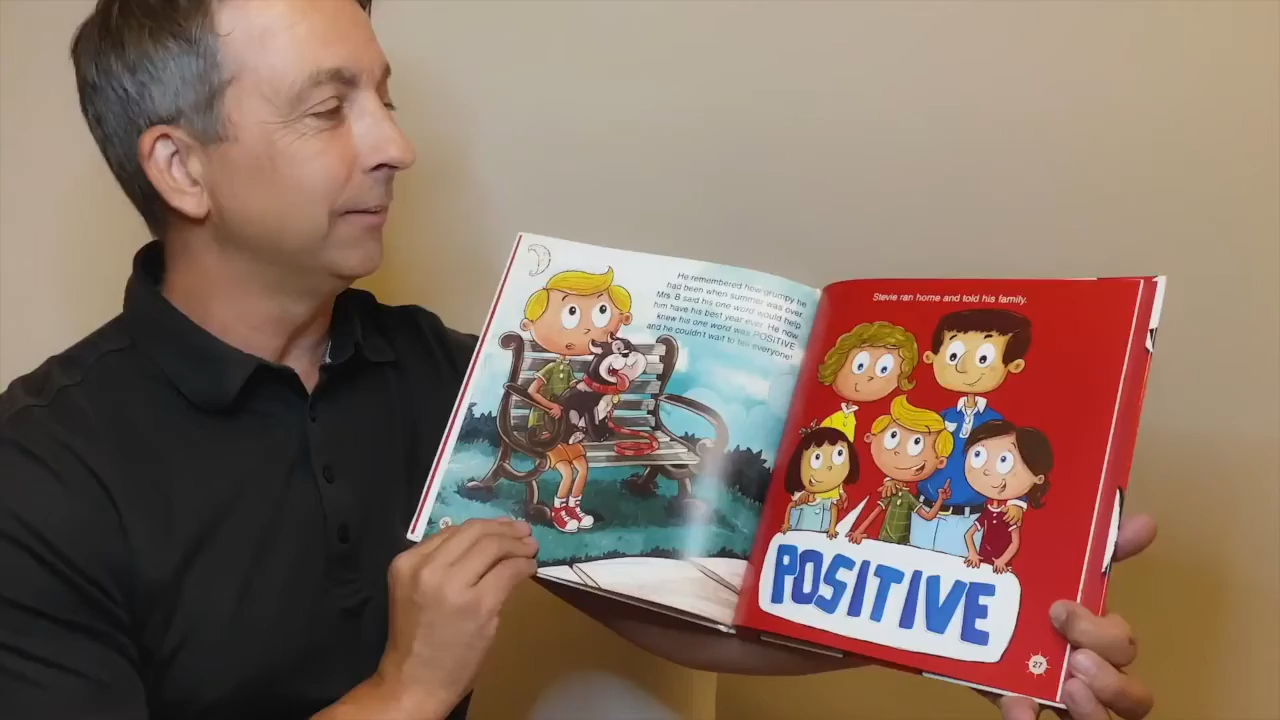 He remembered how grumpy he
had been when summer was over.
Mrs. B said his one word would help
him have his best year ever. He now
knew his one word was POSITIVE
and he couldn't wait to tell everyone!
Stevie ran home and told his family.
POSITIVE
27